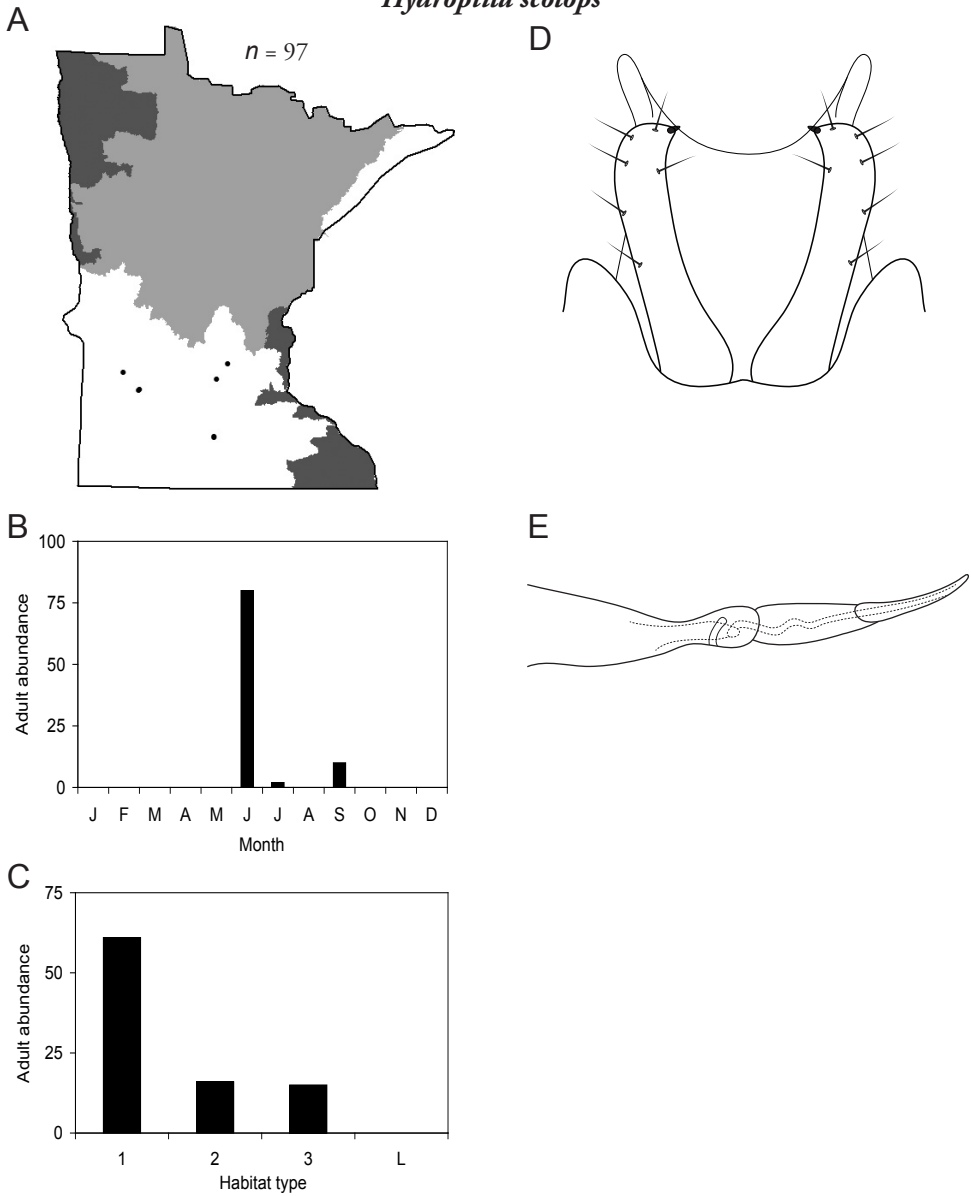 Hydroptila scolops
A
n = 97
D
B
100
75
50
25
0
Adult abundance
J F M A M J J A S O N D
Month
E
C
75
50
25
0
Adult abundance
1 2 3 L
Habitat type